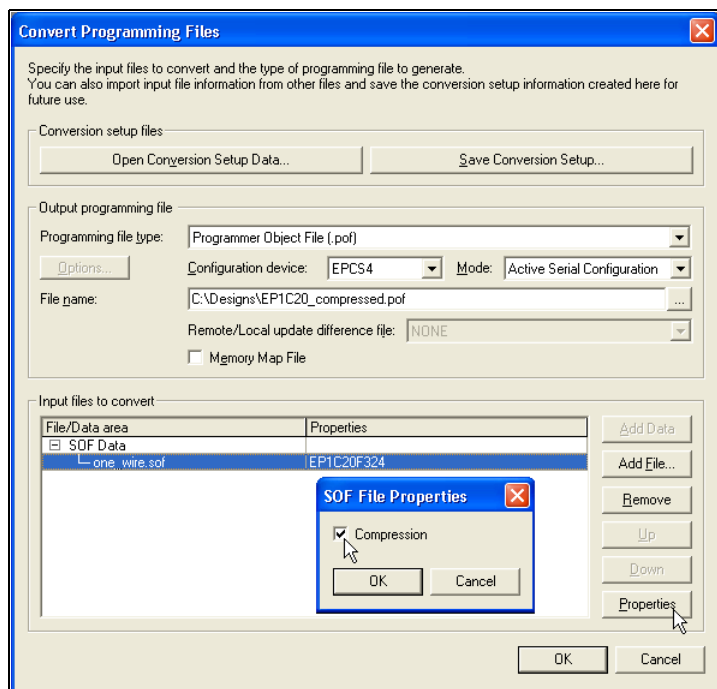 Convert Programming Files
Specify the input files to convert and the type of programming file to generate.
You can also import input file information from other files and save the conversion setup information created here for
future use.
Conversion setup files
Open Conversion Setup Data...
Save Conversion Setup...
Output programming file
Programming file type:
Programmer Object File (.pof)
Options...
Configuration device:
EPCS4
Mode:
Active Serial Configuration
File name:
C:\Designs\EP1C20_compressed.pof
...
Remote/Local update difference file:
NONE
Memory Map File
Input files to convert
File/Data area
Properties
Add Data
SOF Data
one_wire.sof
EP1C20F324
Add File...
SOF File Properties
Remove
Compression
Up
OK
Cancel
Down
Properties
OK
Cancel